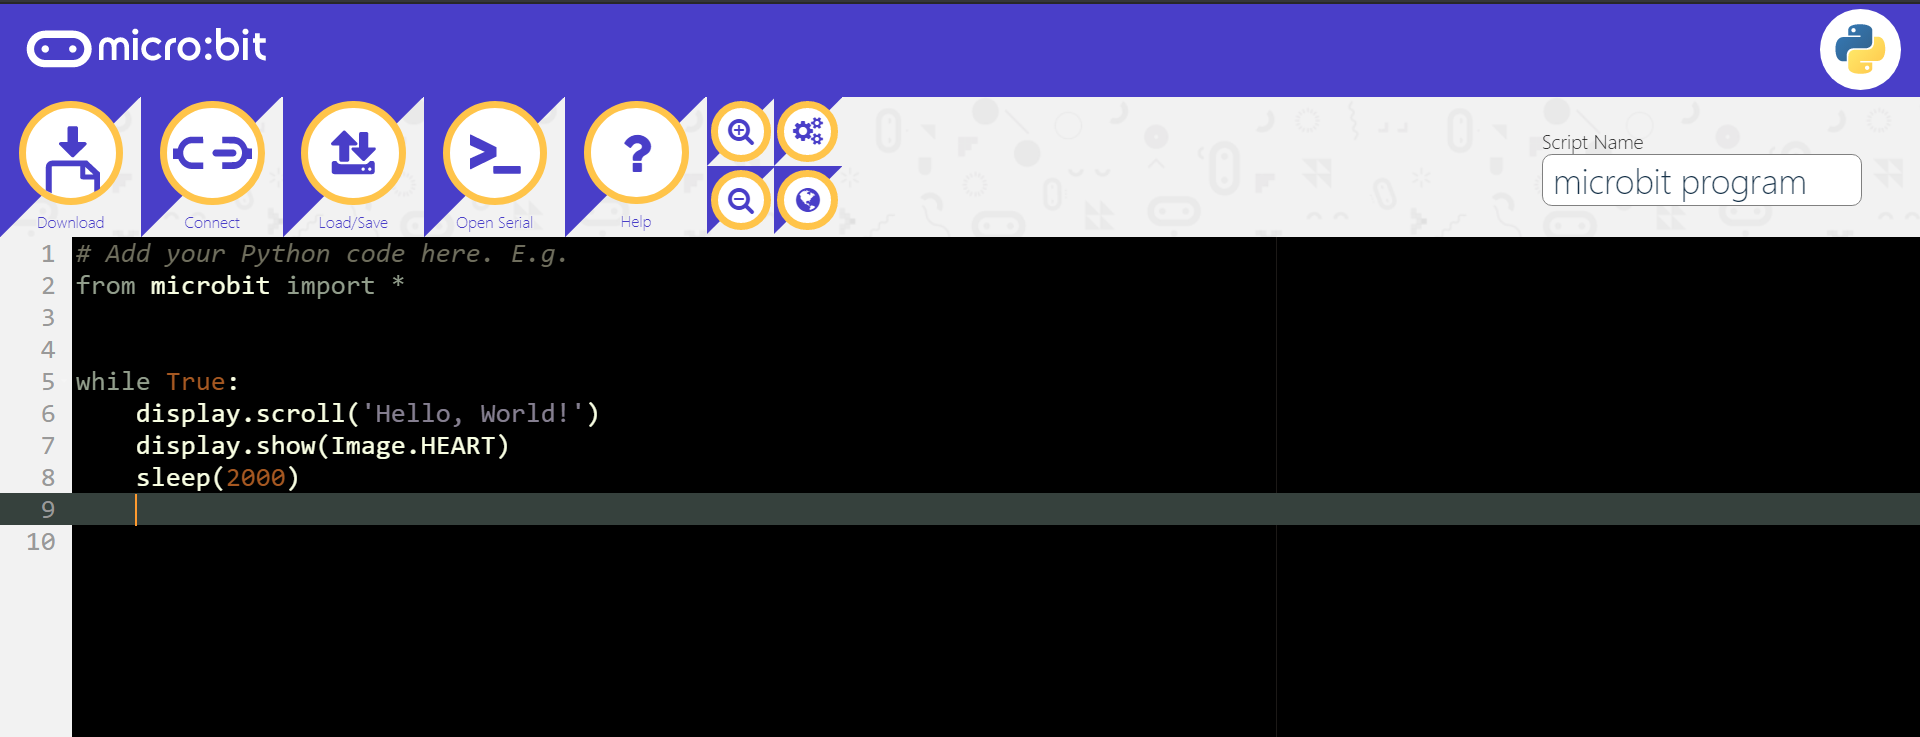 micro:bit
Script Name
microbit program
Download
Connect
Load/Save
Open Serial
Help
1 # Add your Python code here. E.g.
2 from microbit import *
3
4
5 while True:
6     display.scroll('Hello, World!')
7     display.show(Image.HEART)
8     sleep(2000)
9
10